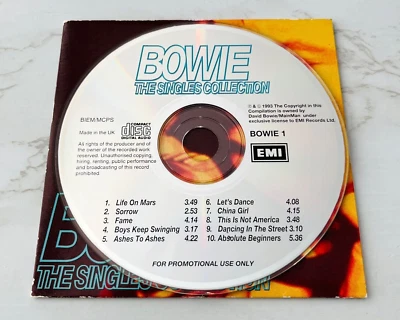 BOWIE
THE SINGLES COLLECTION
BIEM/MCPS
Made in the UK
COMPACT
disc
DIGITAL AUDIO
All rights of the producer and of
the owner of the recorded work
reserved. Unauthorised copying,
hiring, renting, public performance
and broadcasting of this record
prohibited.
℗ & © 1993 The Copyright in this
Compilation is owned by
David Bowie/MainMan under
exclusive license to EMI Records Ltd.
BOWIE 1
EMI
1. Life On Mars 3.49
2. Sorrow 2.53
3. Fame 4.14
4. Boys Keep Swinging 3.17
5. Ashes To Ashes 4.22
6. Let's Dance 4.08
7. China Girl 4.15
8. This Is Not America 3.48
9. Dancing In The Street 3.10
10. Absolute Beginners 5.36
FOR PROMOTIONAL USE ONLY
BOW
THE SINGLES COLLECTION